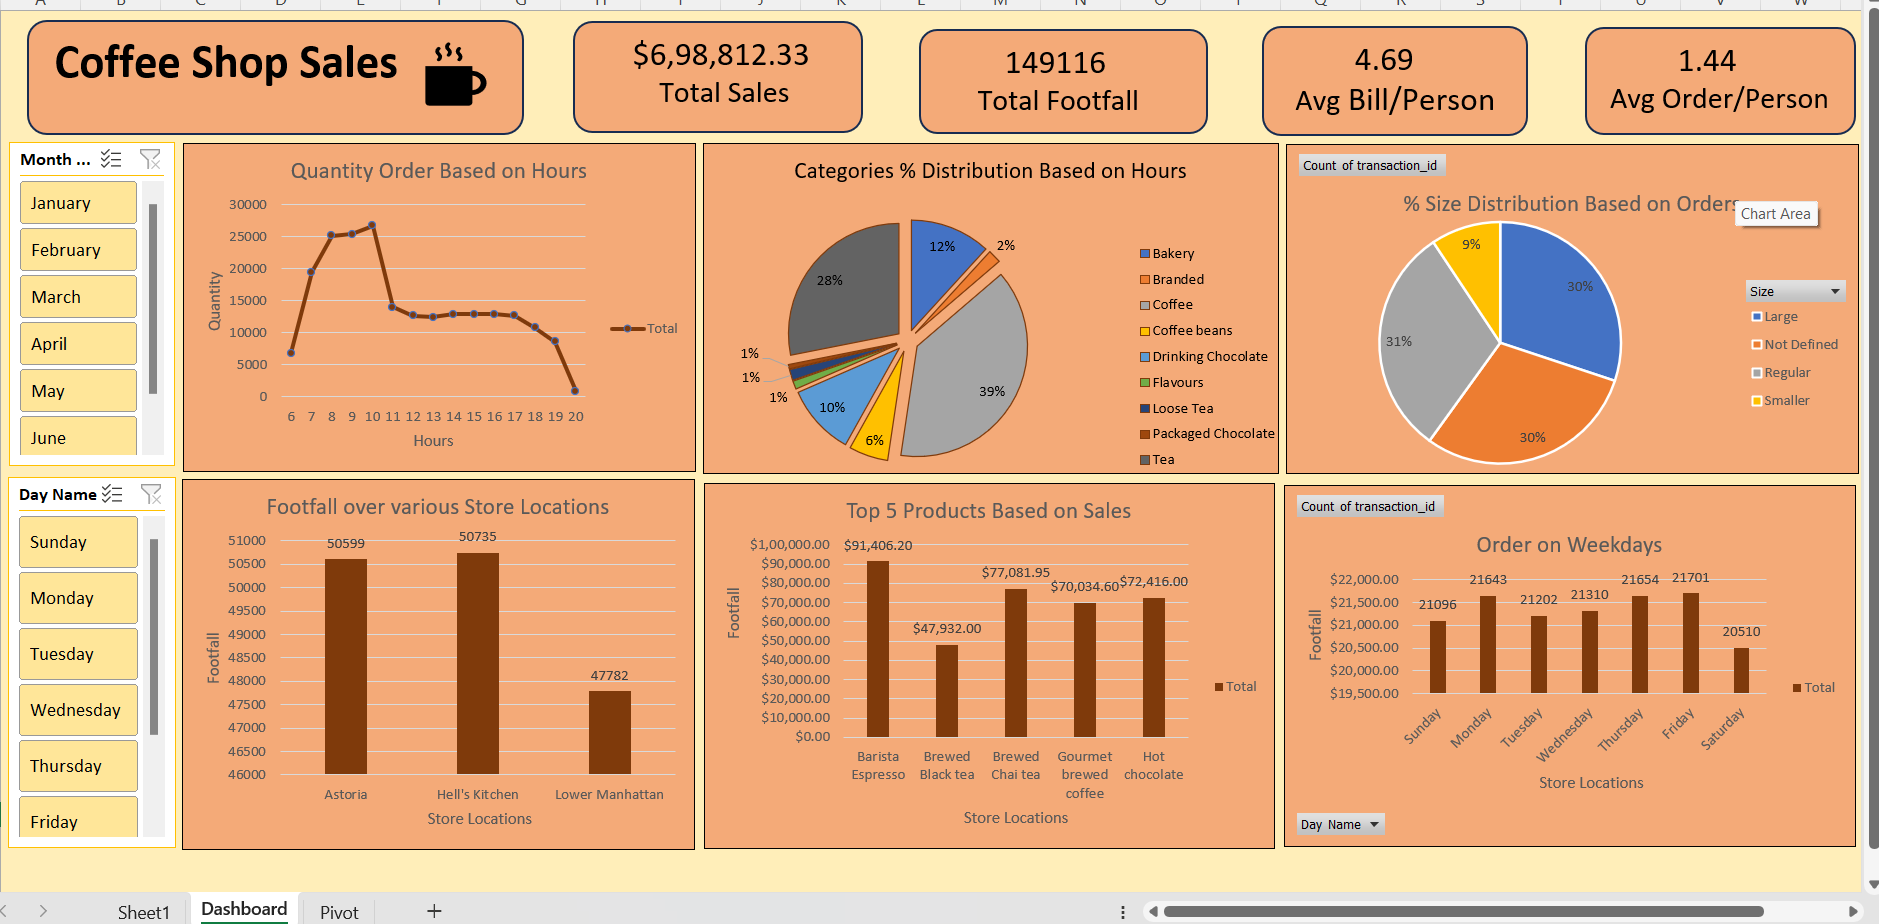 Coffee Shop Sales
$6,98,812.33
Total Sales
149116
Total Footfall
4.69
Avg Bill/Person
1.44
Avg Order/Person
Month ...
January
February
March
April
May
June
Quantity Order Based on Hours
30000
25000
20000
15000
10000
5000
0
Quantity
6 7 8 9 10 11 12 13 14 15 16 17 18 19 20
Hours
Total
Categories % Distribution Based on Hours
12%
2%
39%
6%
10%
1%
1%
1%
28%
Bakery
Branded
Coffee
Coffee beans
Drinking Chocolate
Flavours
Loose Tea
Packaged Chocolate
Tea
Count of transaction_id
% Size Distribution Based on Orders
Chart Area
30%
30%
31%
9%
Size
Large
Not Defined
Regular
Smaller
Day Name
Sunday
Monday
Tuesday
Wednesday
Thursday
Friday
Footfall over various Store Locations
51000
50500
50000
49500
49000
48500
48000
47500
47000
46500
46000
Footfall
50599
50735
47782
Astoria Hell's Kitchen Lower Manhattan
Store Locations
Top 5 Products Based on Sales
$1,00,000.00
$90,000.00
$80,000.00
$70,000.00
$60,000.00
$50,000.00
$40,000.00
$30,000.00
$20,000.00
$10,000.00
$0.00
Footfall
$91,406.20
$47,932.00
$77,081.95
$70,034.60
$72,416.00
Barista
Espresso
Brewed
Black tea
Brewed
Chai tea
Gourmet
brewed
coffee
Hot
chocolate
Store Locations
Total
Count of transaction_id
Order on Weekdays
$22,000.00
$21,500.00
$21,000.00
$20,500.00
$20,000.00
$19,500.00
Footfall
21096
21643
21202
21310
21654
21701
20510
Sunday
Monday
Tuesday
Wednesday
Thursday
Friday
Saturday
Store Locations
Total
Day Name
Sheet1
Dashboard
Pivot